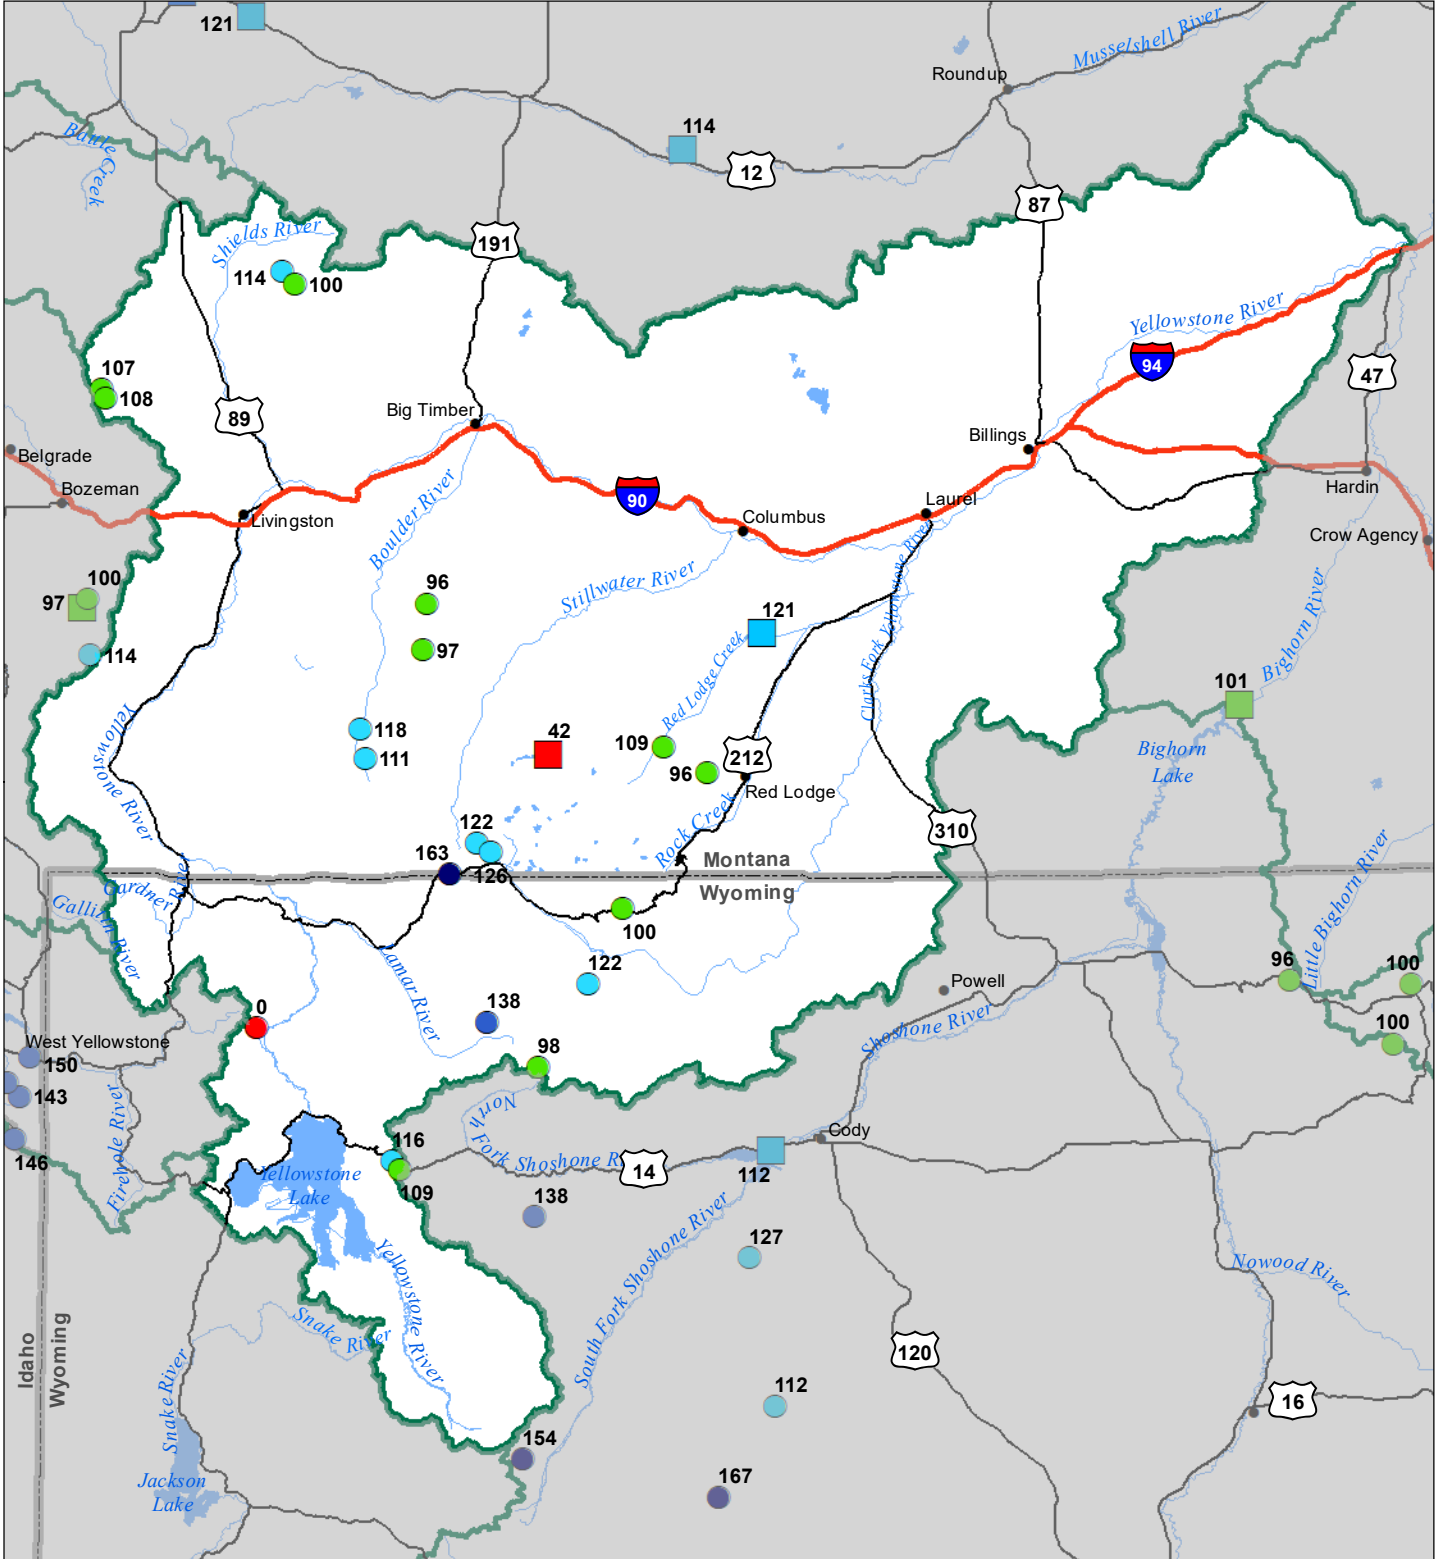 121
Musselshell River
Roundup
114
12
Battle Creek
87
191
Shields River
114
100
Yellowstone River
94
47
107
108
89
Big Timber
Billings
Belgrade
Bozeman
Livingston
90
Laurel
Hardin
Columbus
Crow Agency
Boulder River
Stillwater River
Clarks Fork Yellowstone River
100
97
96
97
114
121
Bighorn River
Red Lodge Creek
101
118
111
42
109
96
212
Red Lodge
Bighorn
Lake
Yellowstone River
310
122
126
163
Rock Creek
Montana
Wyoming
Little Bighorn River
Gardner River
Gallatin River
100
122
Lamar River
138
Powell
96
100
100
0
98
Shoshone River
West Yellowstone
150
143
146
Firehole River
North
Fork Shoshone R
Cody
14
112
116
109
Yellowstone
Lake
138
127
South Fork Shoshone River
Nowood River
Yellowstone River
Snake River
Idaho
Wyoming
120
Snake River
112
16
154
167
Jackson
Lake